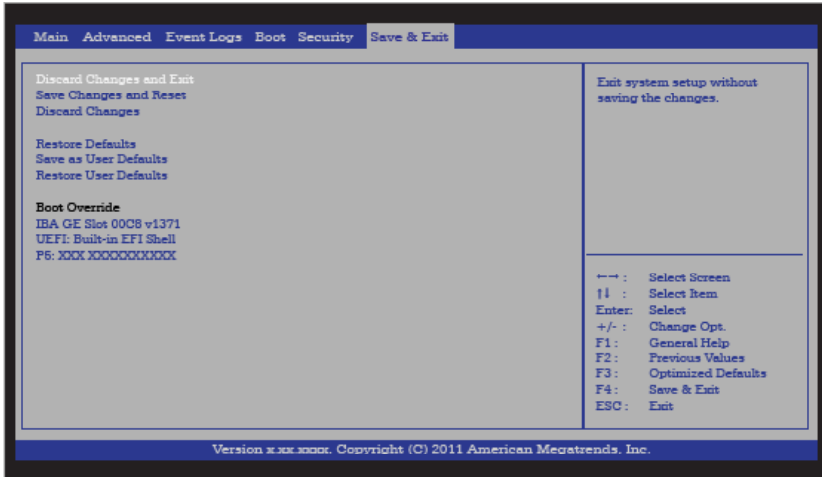 Main Advanced Event Logs Boot Security Save & Exit
Discard Changes and Exit
Save Changes and Reset
Discard Changes
Restore Defaults
Save as User Defaults
Restore User Defaults
Boot Override
IBA GE Slot 00C8 v1371
UEFI: Built-in EFI Shell
P5: XXX XXXXXXXXXX
Exit system setup without
saving the changes.
←→ : Select Screen
↑↓ : Select Item
Enter: Select
+/- : Change Opt.
F1 : General Help
F2 : Previous Values
F3 : Optimized Defaults
F4 : Save & Exit
ESC : Exit
Version x.xx.xxxx. Copyright (C) 2011 American Megatrends, Inc.